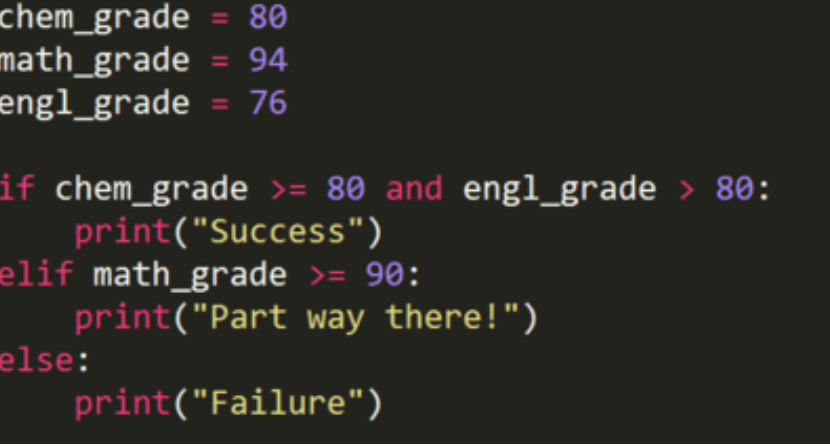 chem_grade = 80
math_grade = 94
engl_grade = 76
if chem_grade >= 80 and engl_grade > 80:
    print("Success")
elif math_grade >= 90:
    print("Part way there!")
else:
    print("Failure")